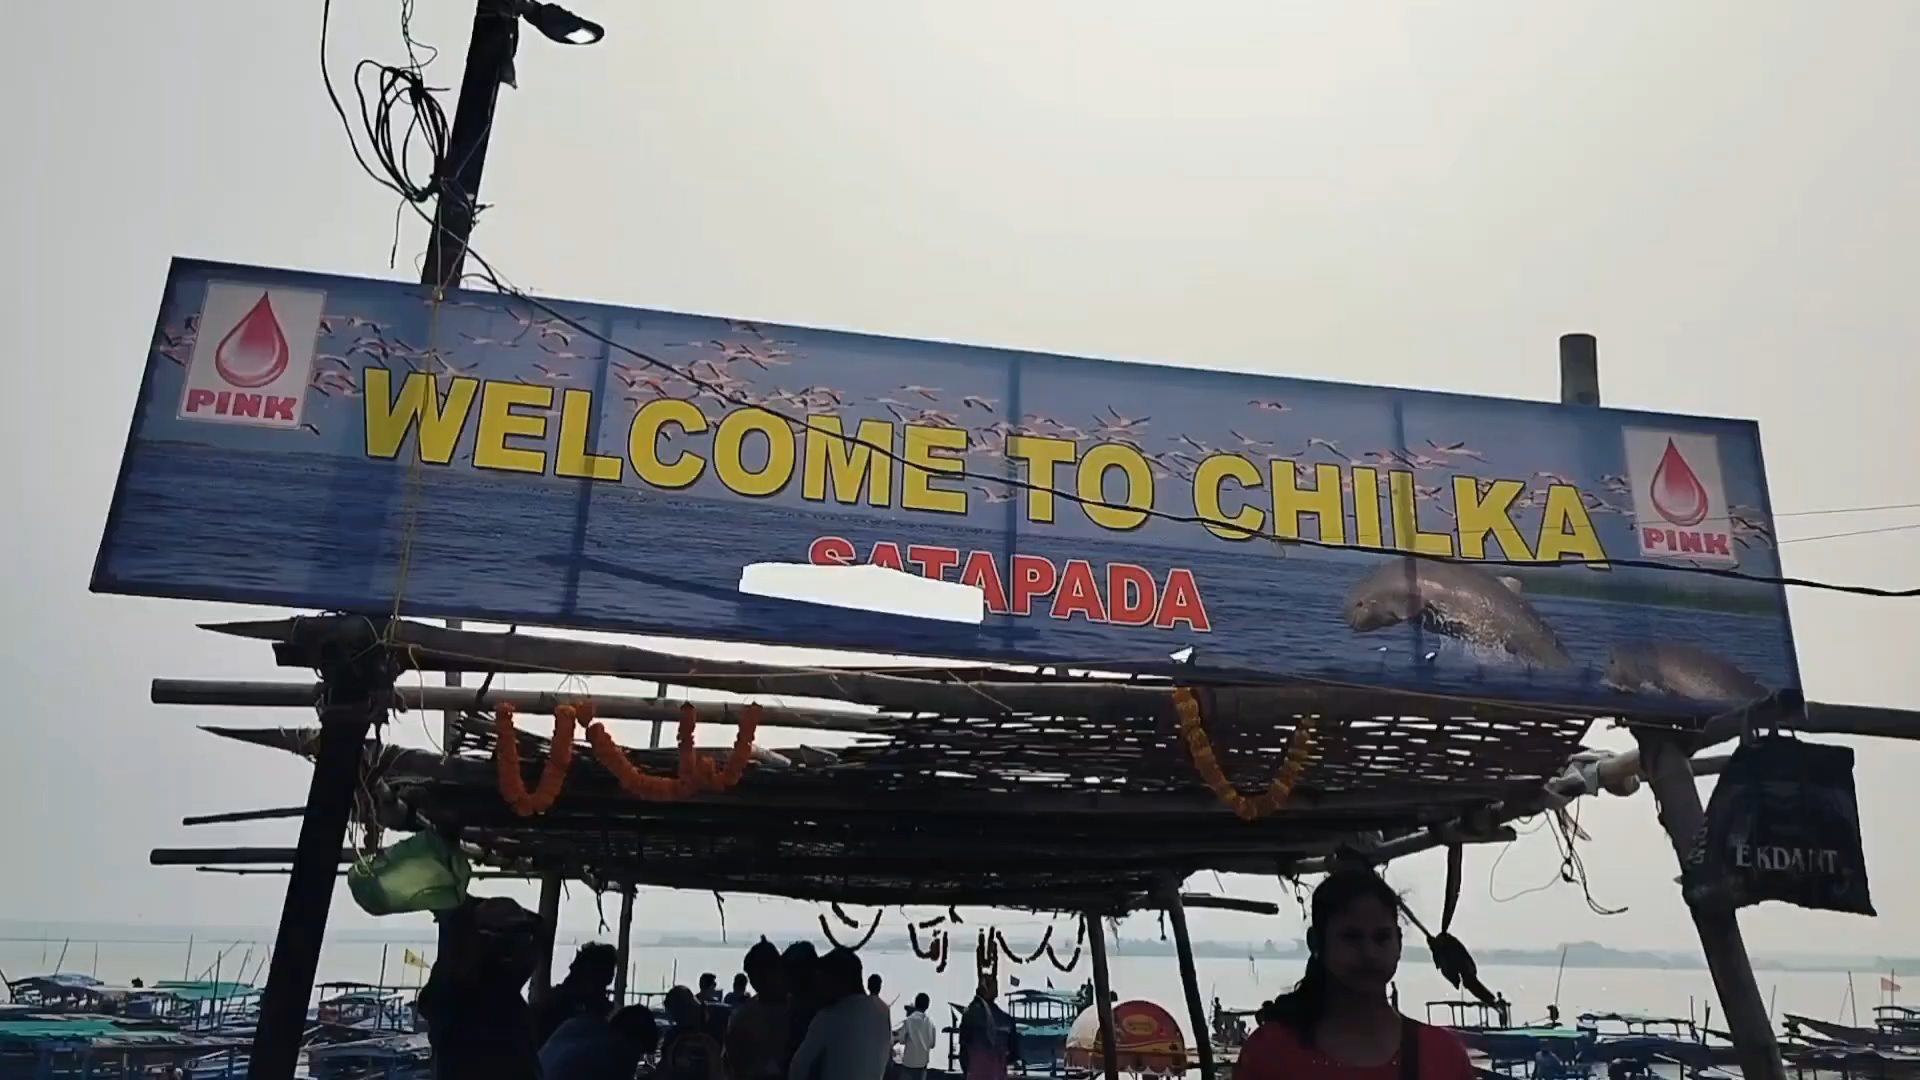 PINK
WELCOME TO CHILKA
PINK
SATAPADA
EKDANT